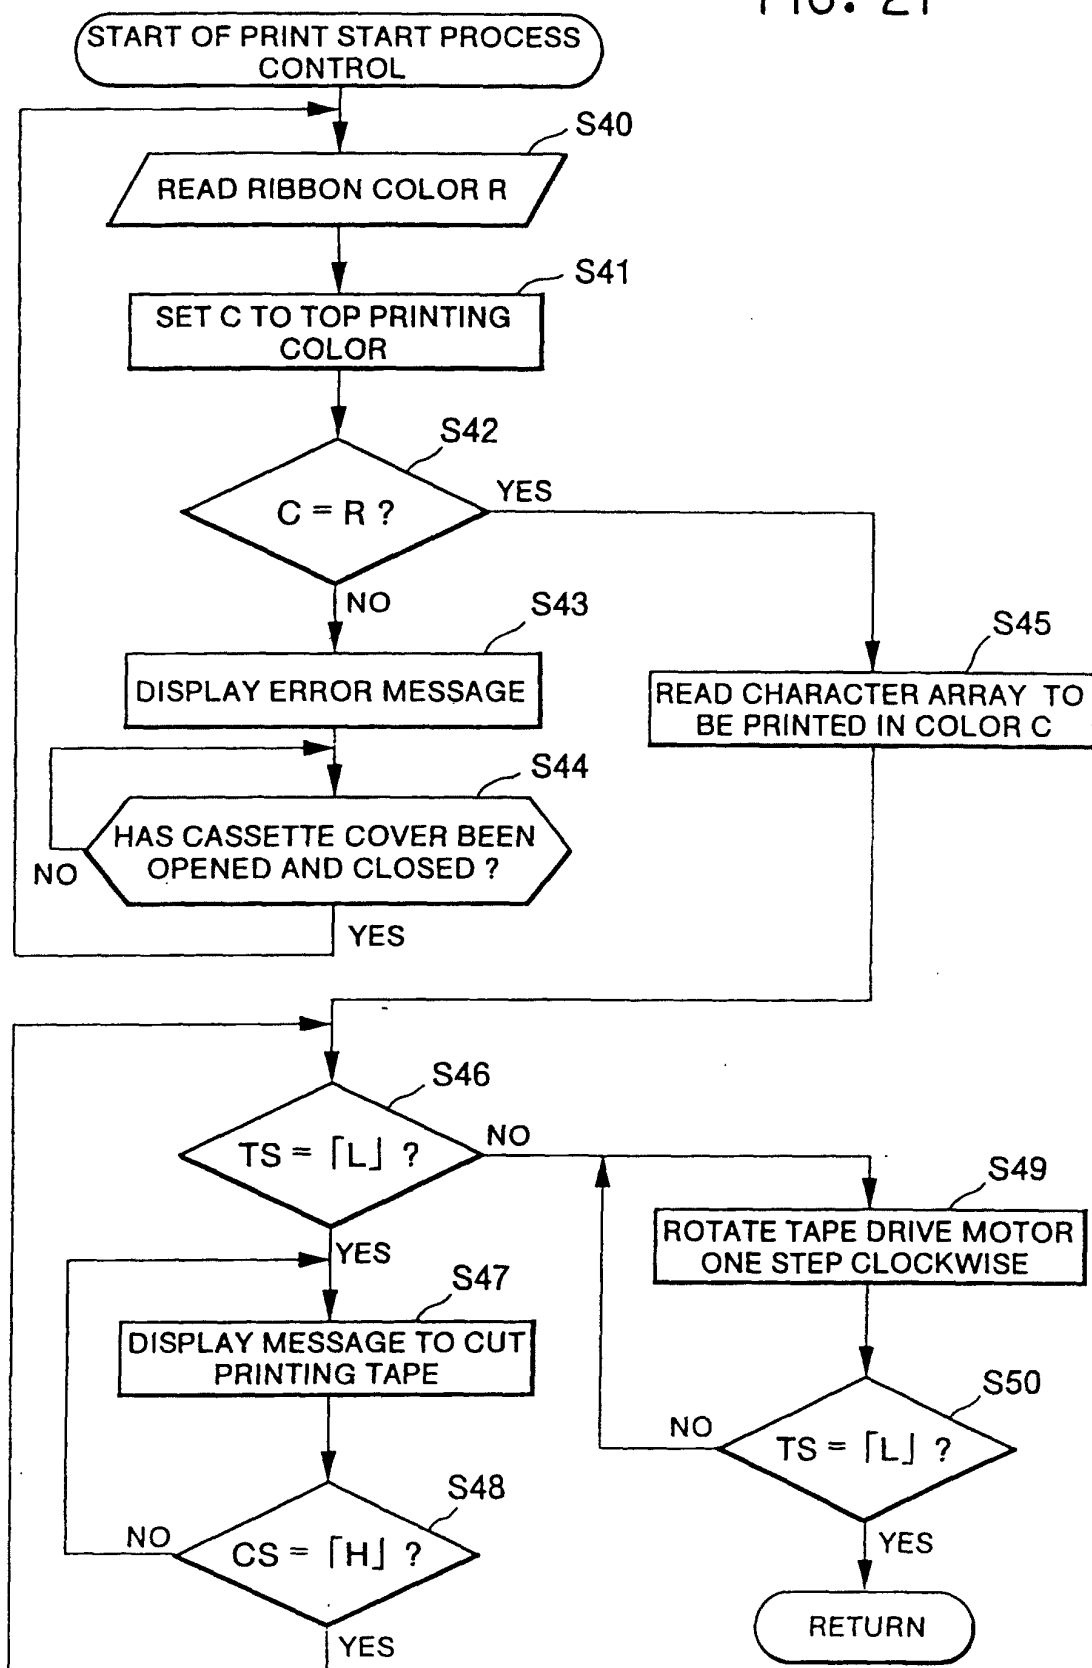 FIG. 21
START OF PRINT START PROCESS
CONTROL
S40
READ RIBBON COLOR R
S41
SET C TO TOP PRINTING
COLOR
S42
C = R ?
YES
NO
S43
DISPLAY ERROR MESSAGE
S45
READ CHARACTER ARRAY TO
BE PRINTED IN COLOR C
S44
HAS CASSETTE COVER BEEN
OPENED AND CLOSED ?
NO
YES
S46
TS = ⌈L⌋ ?
NO
YES
S49
ROTATE TAPE DRIVE MOTOR
ONE STEP CLOCKWISE
S47
DISPLAY MESSAGE TO CUT
PRINTING TAPE
S50
TS = ⌈L⌋ ?
NO
YES
S48
CS = ⌈H⌋ ?
NO
YES
RETURN